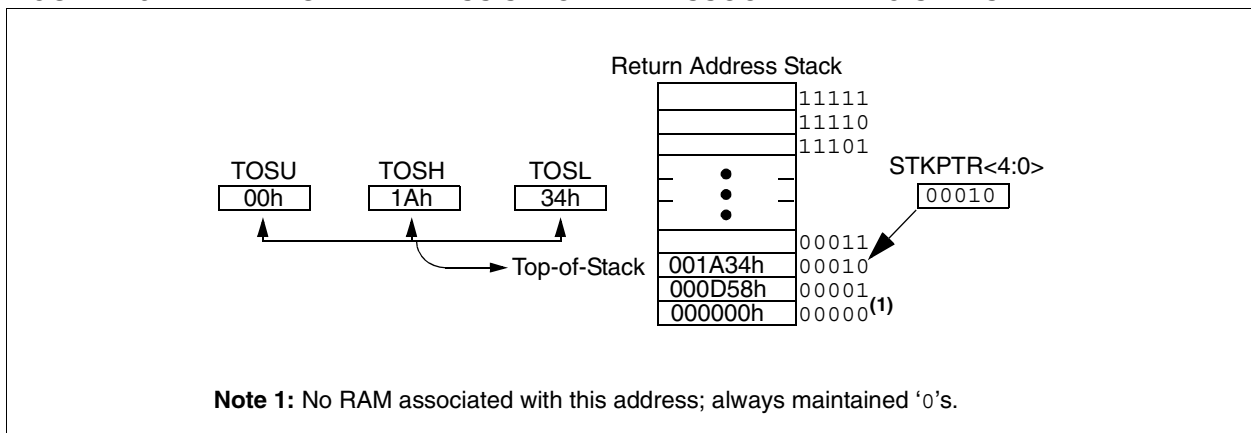 Return Address Stack
11111
11110
11101
TOSU TOSH TOSL
00h 1Ah 34h
STKPTR<4:0>
00010
00011
Top-of-Stack 001A34h 00010
000D58h 00001
000000h 00000(1)
Note 1: No RAM associated with this address; always maintained ‘0’s.